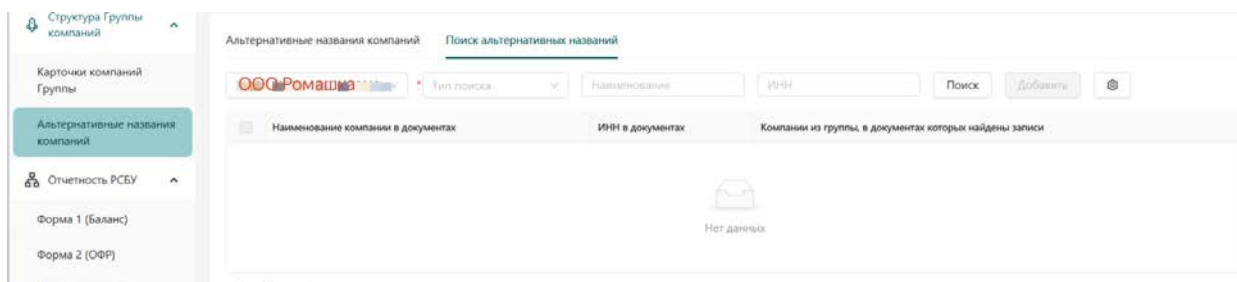 Структура Группы
компаний
Карточки компаний
Группы
Альтернативные названия
компаний
Отчетность РСБУ
Форма 1 (Баланс)
Форма 2 (ОФР)
Альтернативные названия компаний
Поиск альтернативных названий
ООО Ромашка
* Тип поиска
Наименование
ИНН
Поиск
Добавить
Наименование компании в документах
ИНН в документах
Компании из группы, в документах которых найдены записи
Нет данных